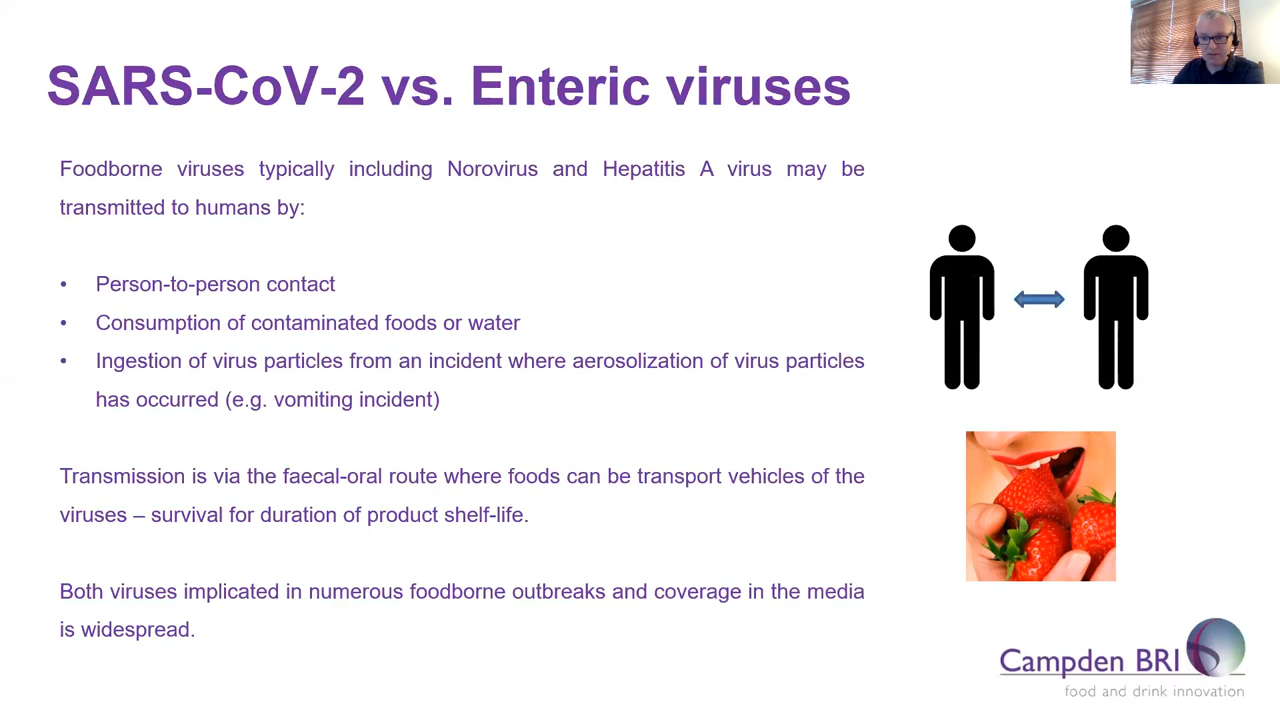 SARS-CoV-2 vs. Enteric viruses
Foodborne viruses typically including Norovirus and Hepatitis A virus may be
transmitted to humans by:
• Person-to-person contact
• Consumption of contaminated foods or water
• Ingestion of virus particles from an incident where aerosolization of virus particles
has occurred (e.g. vomiting incident)
Transmission is via the faecal-oral route where foods can be transport vehicles of the
viruses – survival for duration of product shelf-life.
Both viruses implicated in numerous foodborne outbreaks and coverage in the media
is widespread.
Campden BRI
food and drink innovation